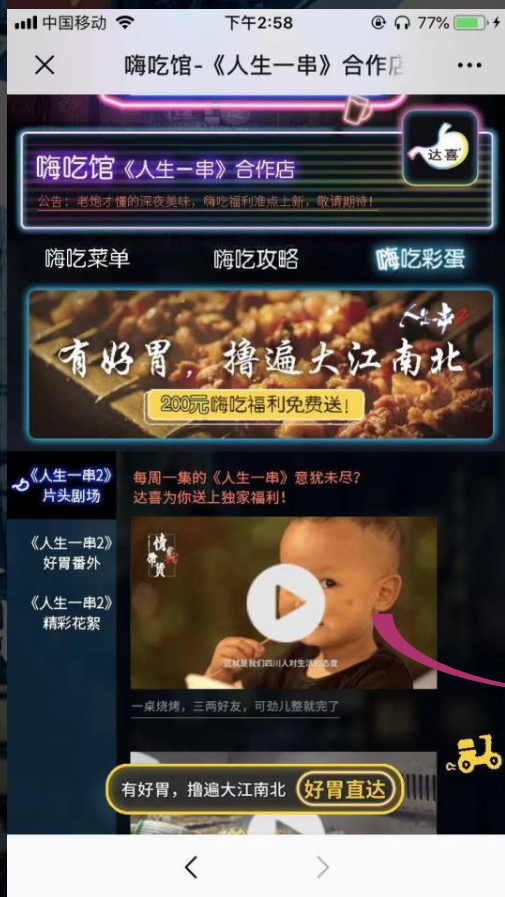 中国移动 下午2:58 77%
嗨吃馆-《人生一串》合作店
达喜
嗨吃馆《人生一串》合作店
公告：老炮才懂的深夜美味，嗨吃福利准点上新，敬请期待！
嗨吃菜单 嗨吃攻略 嗨吃彩蛋
人生一串2
有好胃，撸遍大江南北
200元嗨吃福利免费送！
《人生一串2》
片头剧场
每周一集的《人生一串》意犹未尽？
达喜为你送上独家福利！
《人生一串2》
好胃番外
《人生一串2》
精彩花絮
这就是我们四川人对生活的态度
一桌烧烤，三两好友，可劲儿整就完了
有好胃，撸遍大江南北 好胃直达